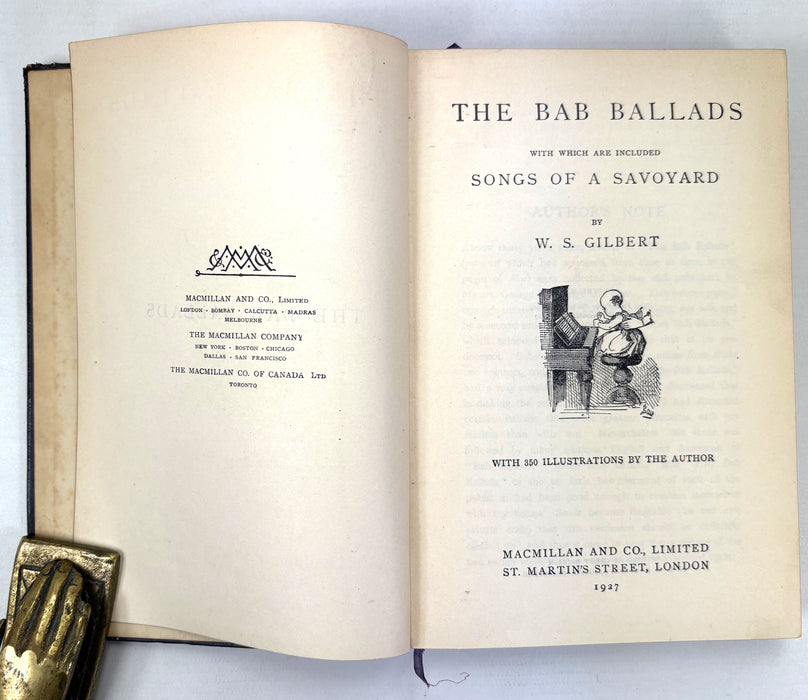 MACMILLAN AND CO., LIMITED
LONDON · BOMBAY · CALCUTTA · MADRAS
MELBOURNE
THE MACMILLAN COMPANY
NEW YORK · BOSTON · CHICAGO
DALLAS · SAN FRANCISCO
THE MACMILLAN CO. OF CANADA LTD
TORONTO
THE BAB BALLADS
WITH WHICH ARE INCLUDED
SONGS OF A SAVOYARD
BY
W. S. GILBERT
WITH 350 ILLUSTRATIONS BY THE AUTHOR
MACMILLAN AND CO., LIMITED
ST. MARTIN'S STREET, LONDON
1927